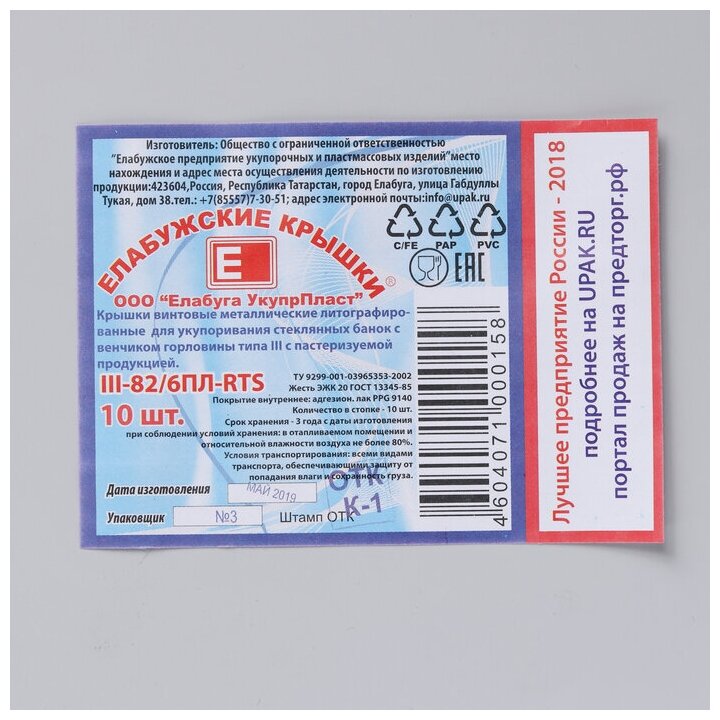 Изготовитель: Общество с ограниченной ответственностью
"Елабужское предприятие укупорочных и пластмассовых изделий"место
нахождения и адрес места осуществления деятельности по изготовлению
продукции:423604,Россия, Республика Татарстан, город Елабуга, улица Габдуллы
Тукая, дом 38.тел.: +7(85557)7-30-51; адрес электронной почты:info@upak.ru
ЕЛАБУЖСКИЕ КРЫШКИ®
E
ООО "Елабуга УкупрПласт"
C/FE PAP PVC
EAC
Крышки винтовые металлические литографиро-
ванные для укупоривания стеклянных банок с
венчиком горловины типа III с пастеризуемой
продукцией.
III-82/6ПЛ-RTS
10 шт.
ТУ 9299-001-03965353-2002
Жесть ЭЖК 20 ГОСТ 13345-85
Покрытие внутреннее: адгезион. лак PPG 9140
Количество в стопке - 10 шт.
Срок хранения - 3 года с даты изготовления
при соблюдении условий хранения: в отапливаемом помещении и
относительной влажности воздуха не более 80%.
Условия транспортирования: всеми видами
транспорта, обеспечивающими защиту от
попадания влаги и сохранность груза.
Дата изготовления МАЙ 2019
Упаковщик №3 Штамп ОТК
ОТК
К-1
4604071000158
Лучшее предприятие России - 2018
подробнее на UPAK.RU
портал продаж на предторг.рф